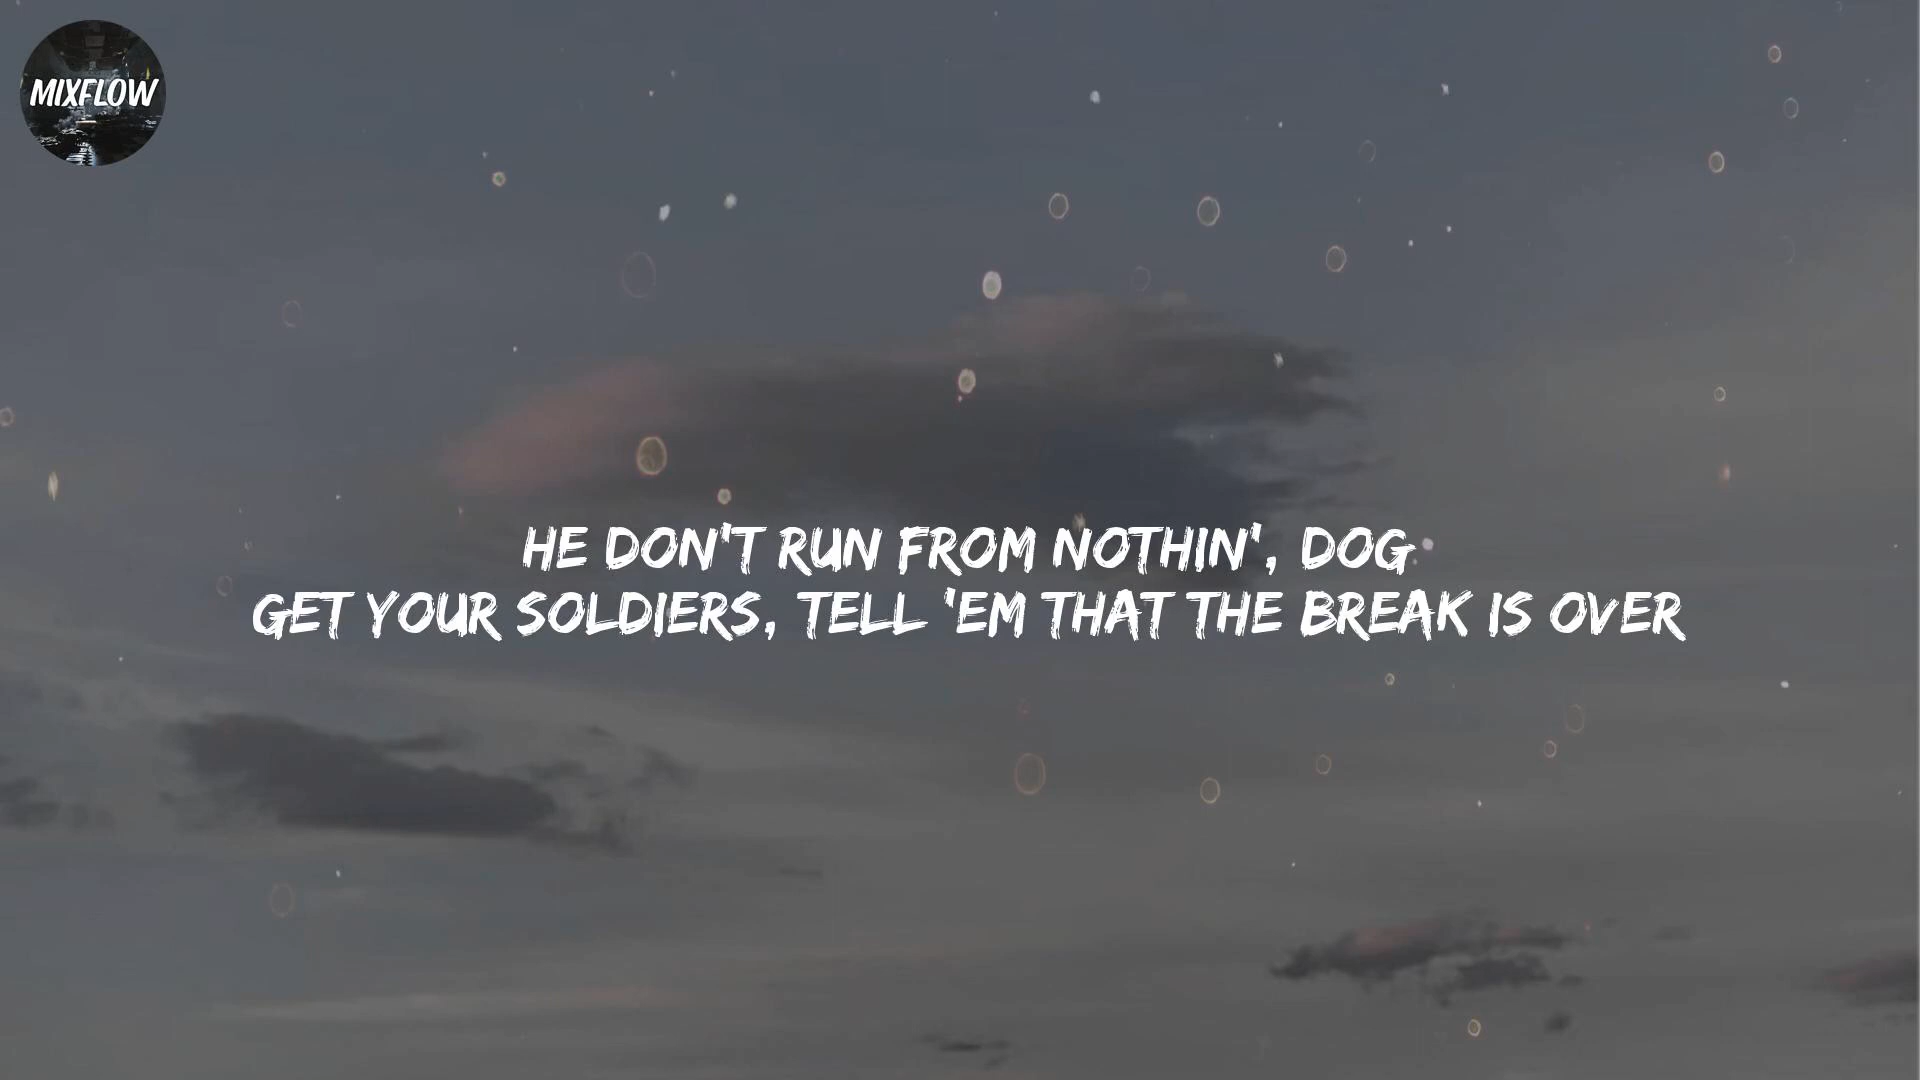 MIXFLOW
HE DON'T RUN FROM NOTHIN', DOG
GET YOUR SOLDIERS, TELL 'EM THAT THE BREAK IS OVER